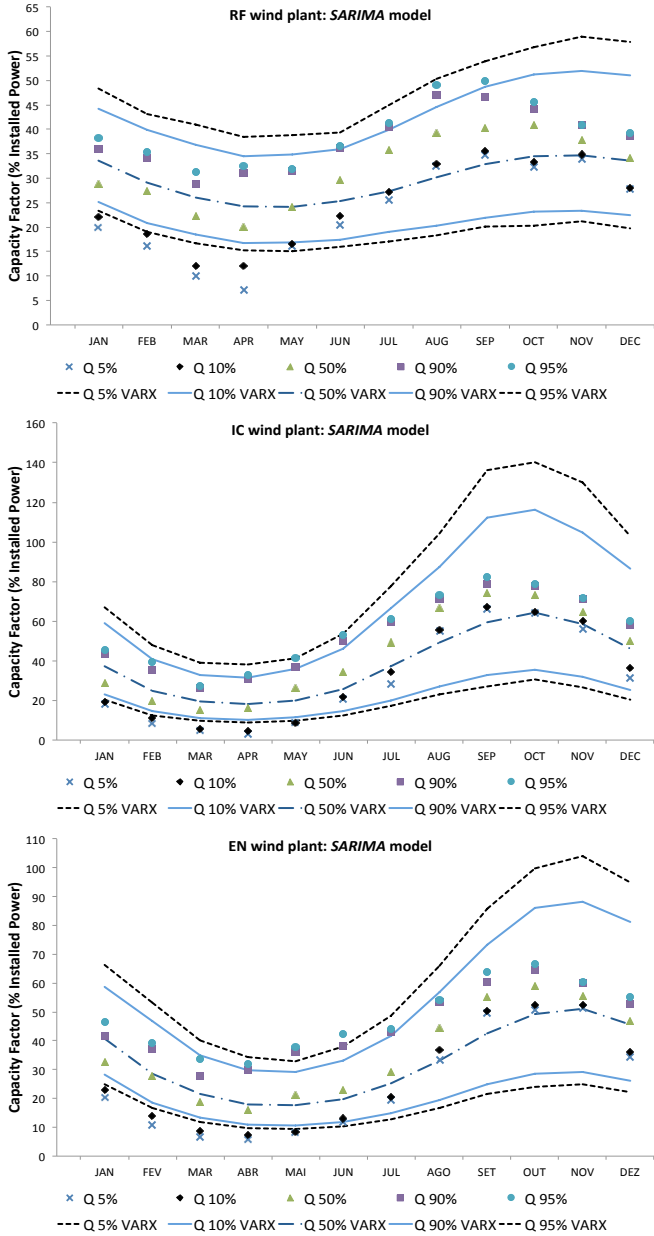 RF wind plant: SARIMA model
Capacity Factor (% Installed Power)
65
60
55
50
45
40
35
30
25
20
15
10
5
0
JAN FEB MAR APR MAY JUN JUL AUG SEP OCT NOV DEC
Q 5% Q 10% Q 50% Q 90% Q 95%
Q 5% VARX Q 10% VARX Q 50% VARX Q 90% VARX Q 95% VARX
IC wind plant: SARIMA model
Capacity Factor (% Installed Power)
160
140
120
100
80
60
40
20
0
JAN FEB MAR APR MAY JUN JUL AUG SEP OCT NOV DEC
Q 5% Q 10% Q 50% Q 90% Q 95%
Q 5% VARX Q 10% VARX Q 50% VARX Q 90% VARX Q 95% VARX
EN wind plant: SARIMA model
Capacity Factor (% Installed Power)
110
100
90
80
70
60
50
40
30
20
10
0
JAN FEV MAR ABR MAI JUN JUL AGO SET OUT NOV DEZ
Q 5% Q 10% Q 50% Q 90% Q 95%
Q 5% VARX Q 10% VARX Q 50% VARX Q 90% VARX Q 95% VARX